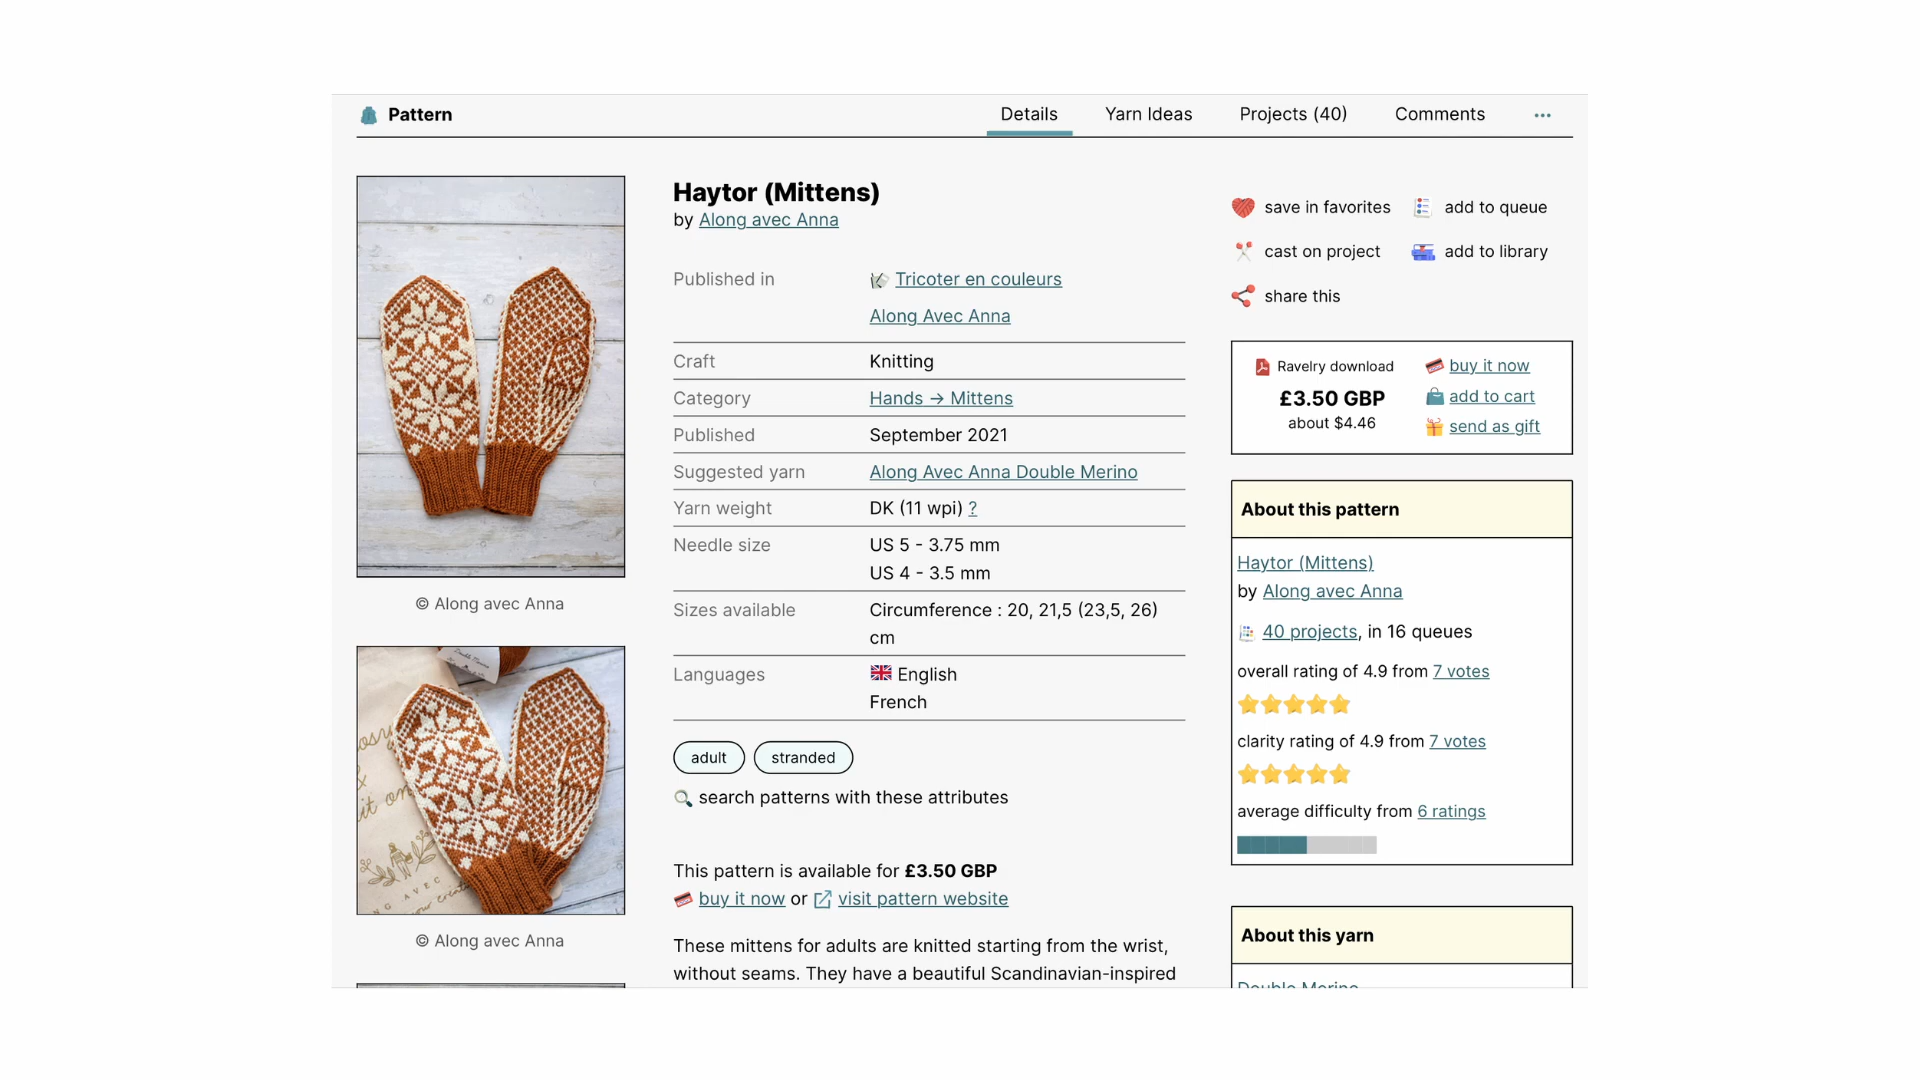 Pattern
Details
Yarn Ideas
Projects (40)
Comments
Haytor (Mittens)
by Along avec Anna
Published in
Tricoter en couleurs
Along Avec Anna
Craft
Knitting
Category
Hands → Mittens
Published
September 2021
Suggested yarn
Along Avec Anna Double Merino
Yarn weight
DK (11 wpi) ?
Needle size
US 5 - 3.75 mm
US 4 - 3.5 mm
Sizes available
Circumference : 20, 21,5 (23,5, 26)
cm
Languages
English
French
adult
stranded
search patterns with these attributes
This pattern is available for £3.50 GBP
buy it now or visit pattern website
These mittens for adults are knitted starting from the wrist,
without seams. They have a beautiful Scandinavian-inspired
© Along avec Anna
© Along avec Anna
save in favorites
add to queue
cast on project
add to library
share this
Ravelry download
£3.50 GBP
about $4.46
buy it now
add to cart
send as gift
About this pattern
Haytor (Mittens)
by Along avec Anna
40 projects, in 16 queues
overall rating of 4.9 from 7 votes
clarity rating of 4.9 from 7 votes
average difficulty from 6 ratings
About this yarn
Double Merino